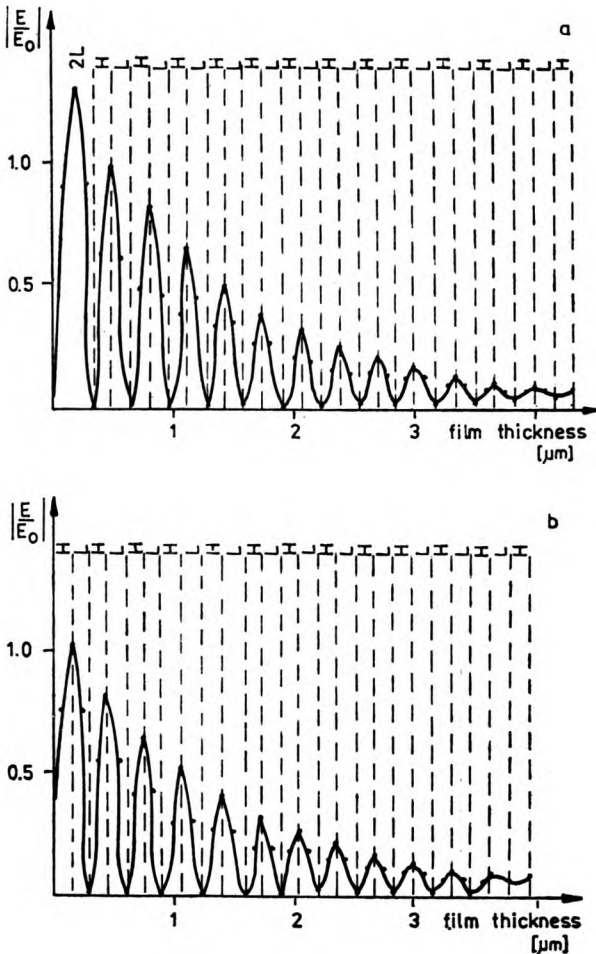 |E/E₀|
a
2L H L H L H L H L H L H L H L H L H L H L H L H L H
1.0
0.5
1 2 3 film thickness
[μm]
|E/E₀|
b
H L H L H L H L H L H L H L H L H L H L H L H L H
1.0
0.5
1 2 3 film thickness
[μm]